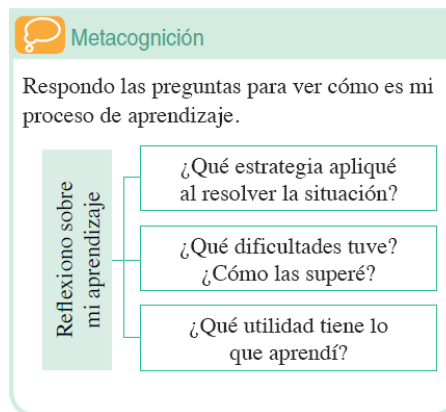 Metacognición
Respondo las preguntas para ver cómo es mi
proceso de aprendizaje.
Reflexiono sobre
mi aprendizaje
¿Qué estrategia apliqué
al resolver la situación?
¿Qué dificultades tuve?
¿Cómo las superé?
¿Qué utilidad tiene lo
que aprendí?